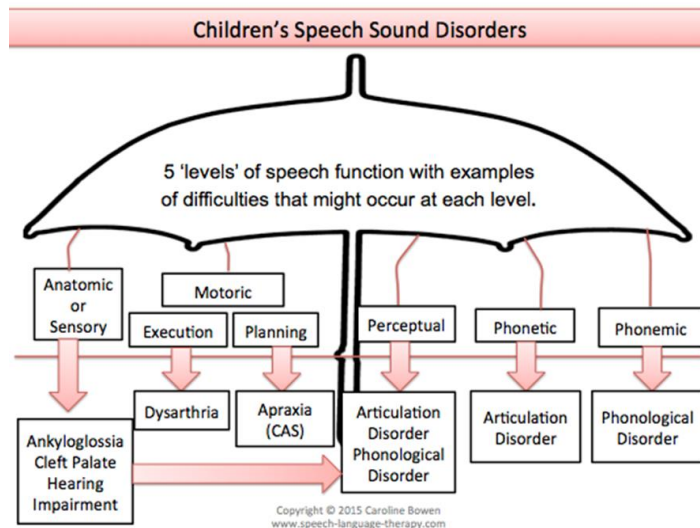 Children's Speech Sound Disorders
5 'levels' of speech function with examples
of difficulties that might occur at each level.
Anatomic
or
Sensory
Motoric
Execution
Planning
Perceptual
Phonetic
Phonemic
Dysarthria
Apraxia
(CAS)
Articulation
Disorder
Phonological
Disorder
Articulation
Disorder
Phonological
Disorder
Ankyloglossia
Cleft Palate
Hearing
Impairment
Copyright © 2015 Caroline Bowen
www.speech-language-therapy.com